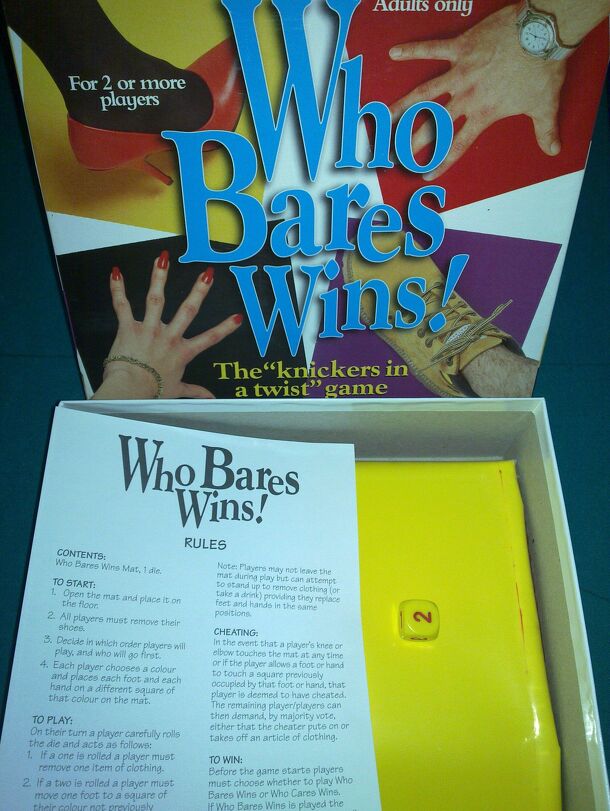 Adults only
For 2 or more
players
Who
Bares
Wins!
The "knickers in
a twist" game
Who Bares
Wins!
RULES
CONTENTS:
Who Bares Wins Mat, 1 die.
TO START:
1. Open the mat and place it on
the floor.
2. All players must remove their
shoes.
3. Decide in which order players will
play, and who will go first.
4. Each player chooses a colour
and places each foot and each
hand on a different square of
that colour on the mat.
TO PLAY:
On their turn a player carefully rolls
the die and acts as follows:
1. If a one is rolled a player must
remove one item of clothing.
2. If a two is rolled a player must
move one foot to a square of
their colour not previously
Note: Players may not leave the
mat during play but can attempt
to stand up to remove clothing (or
take a drink) providing they replace
feet and hands in the same
positions.
CHEATING:
In the event that a player's knee or
elbow touches the mat at any time
or if the player allows a foot or hand
to touch a square previously
occupied by that foot or hand, that
player is deemed to have cheated.
The remaining player/players can
then demand, by majority vote,
either that the cheater puts on or
takes off an article of clothing.
TO WIN:
Before the game starts players
must choose whether to play Who
Bares Wins or Who Cares Wins.
If Who Bares Wins is played the
2